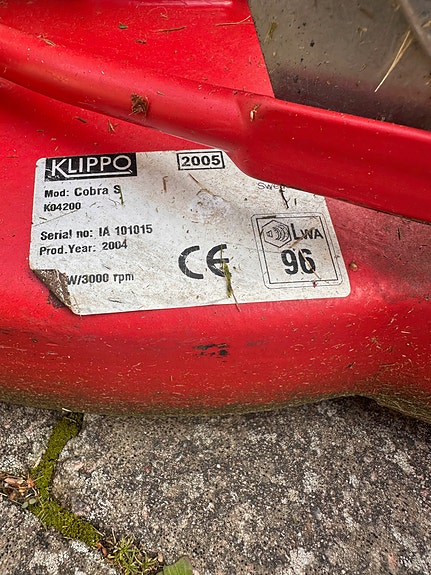 KLIPPO 2005
Mod: Cobra S
K04200
Serial no: IA 101015
Prod.Year: 2004
W/3000 rpm
CE
LWA
96